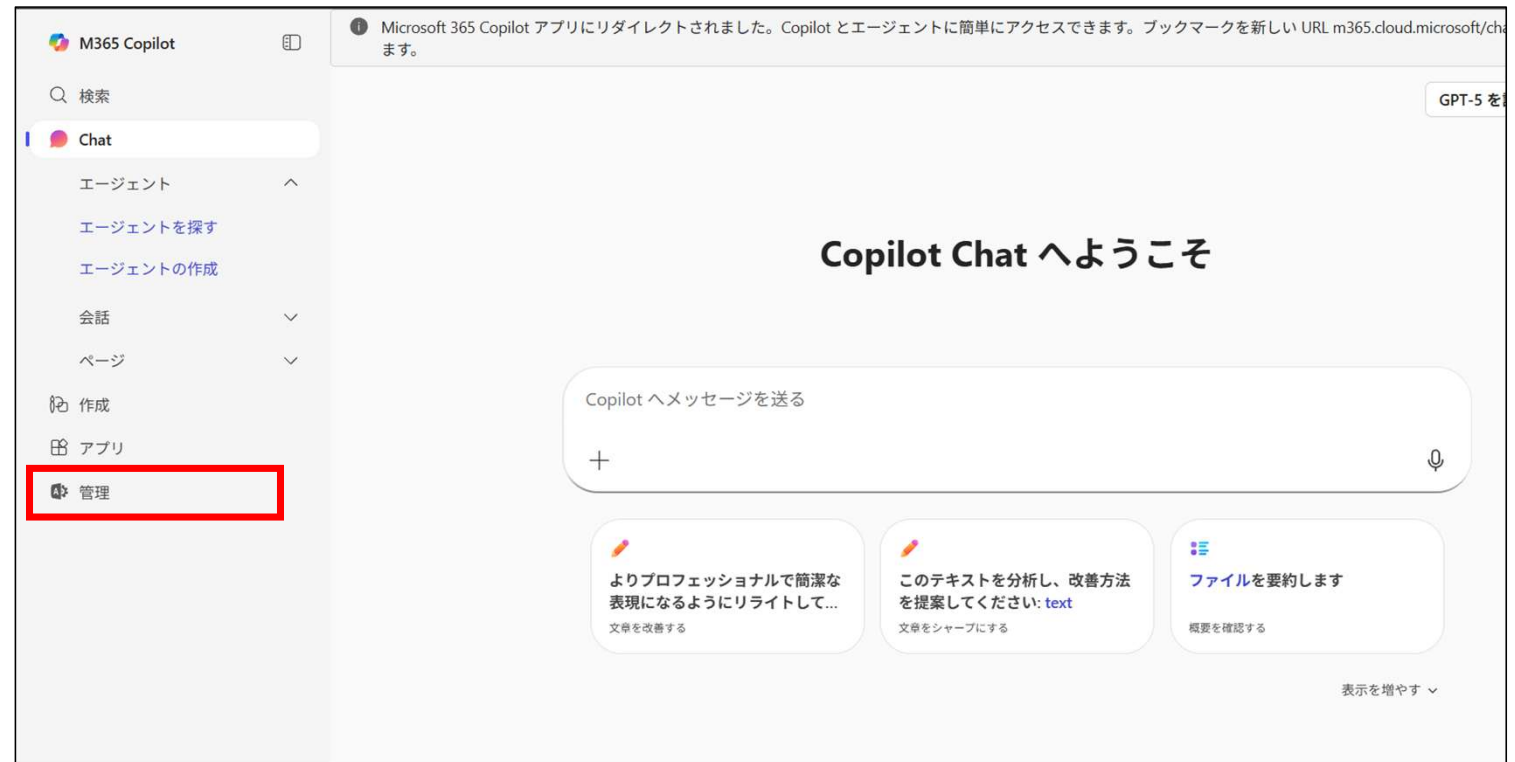 M365 Copilot
検索
Chat
エージェント
エージェントを探す
エージェントの作成
会話
ページ
作成
アプリ
管理
Microsoft 365 Copilot アプリにリダイレクトされました。Copilot とエージェントに簡単にアクセスできます。ブックマークを新しい URL m365.cloud.microsoft/cha
ます。
GPT-5 を
Copilot Chat へようこそ
Copilot へメッセージを送る
よりプロフェッショナルで簡潔な
表現になるようにリライトして...
文章を改善する
このテキストを分析し、改善方法
を提案してください: text
文章をシャープにする
ファイルを要約します
概要を確認する
表示を増やす